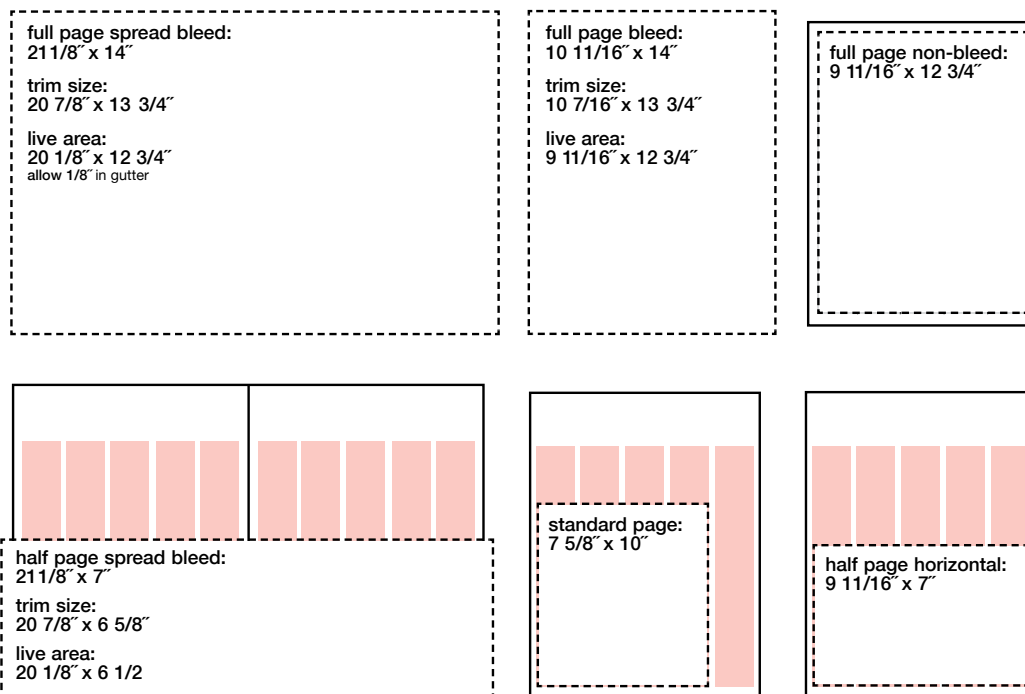 full page spread bleed:
211/8˝ x 14˝
trim size:
20 7/8˝ x 13 3/4˝
live area:
20 1/8˝ x 12 3/4˝
allow 1/8˝ in gutter
full page bleed:
10 11/16˝ x 14˝
trim size:
10 7/16˝ x 13 3/4˝
live area:
9 11/16˝ x 12 3/4˝
full page non-bleed:
9 11/16˝ x 12 3/4˝
half page spread bleed:
211/8˝ x 7˝
trim size:
20 7/8˝ x 6 5/8˝
live area:
20 1/8˝ x 6 1/2
standard page:
7 5/8˝ x 10˝
half page horizontal:
9 11/16˝ x 7˝